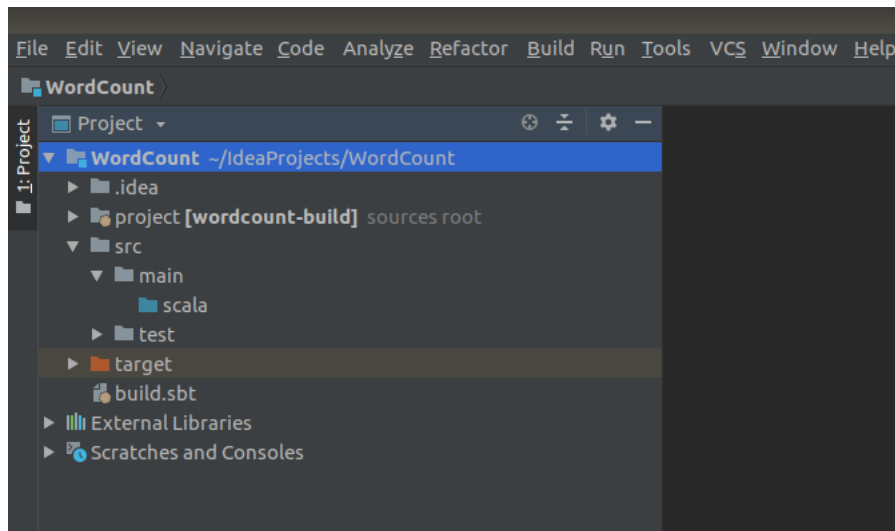 File Edit View Navigate Code Analyze Refactor Build Run Tools VCS Window Help
WordCount
1: Project
Project
WordCount ~/IdeaProjects/WordCount
.idea
project [wordcount-build] sources root
src
main
scala
test
target
build.sbt
External Libraries
Scratches and Consoles